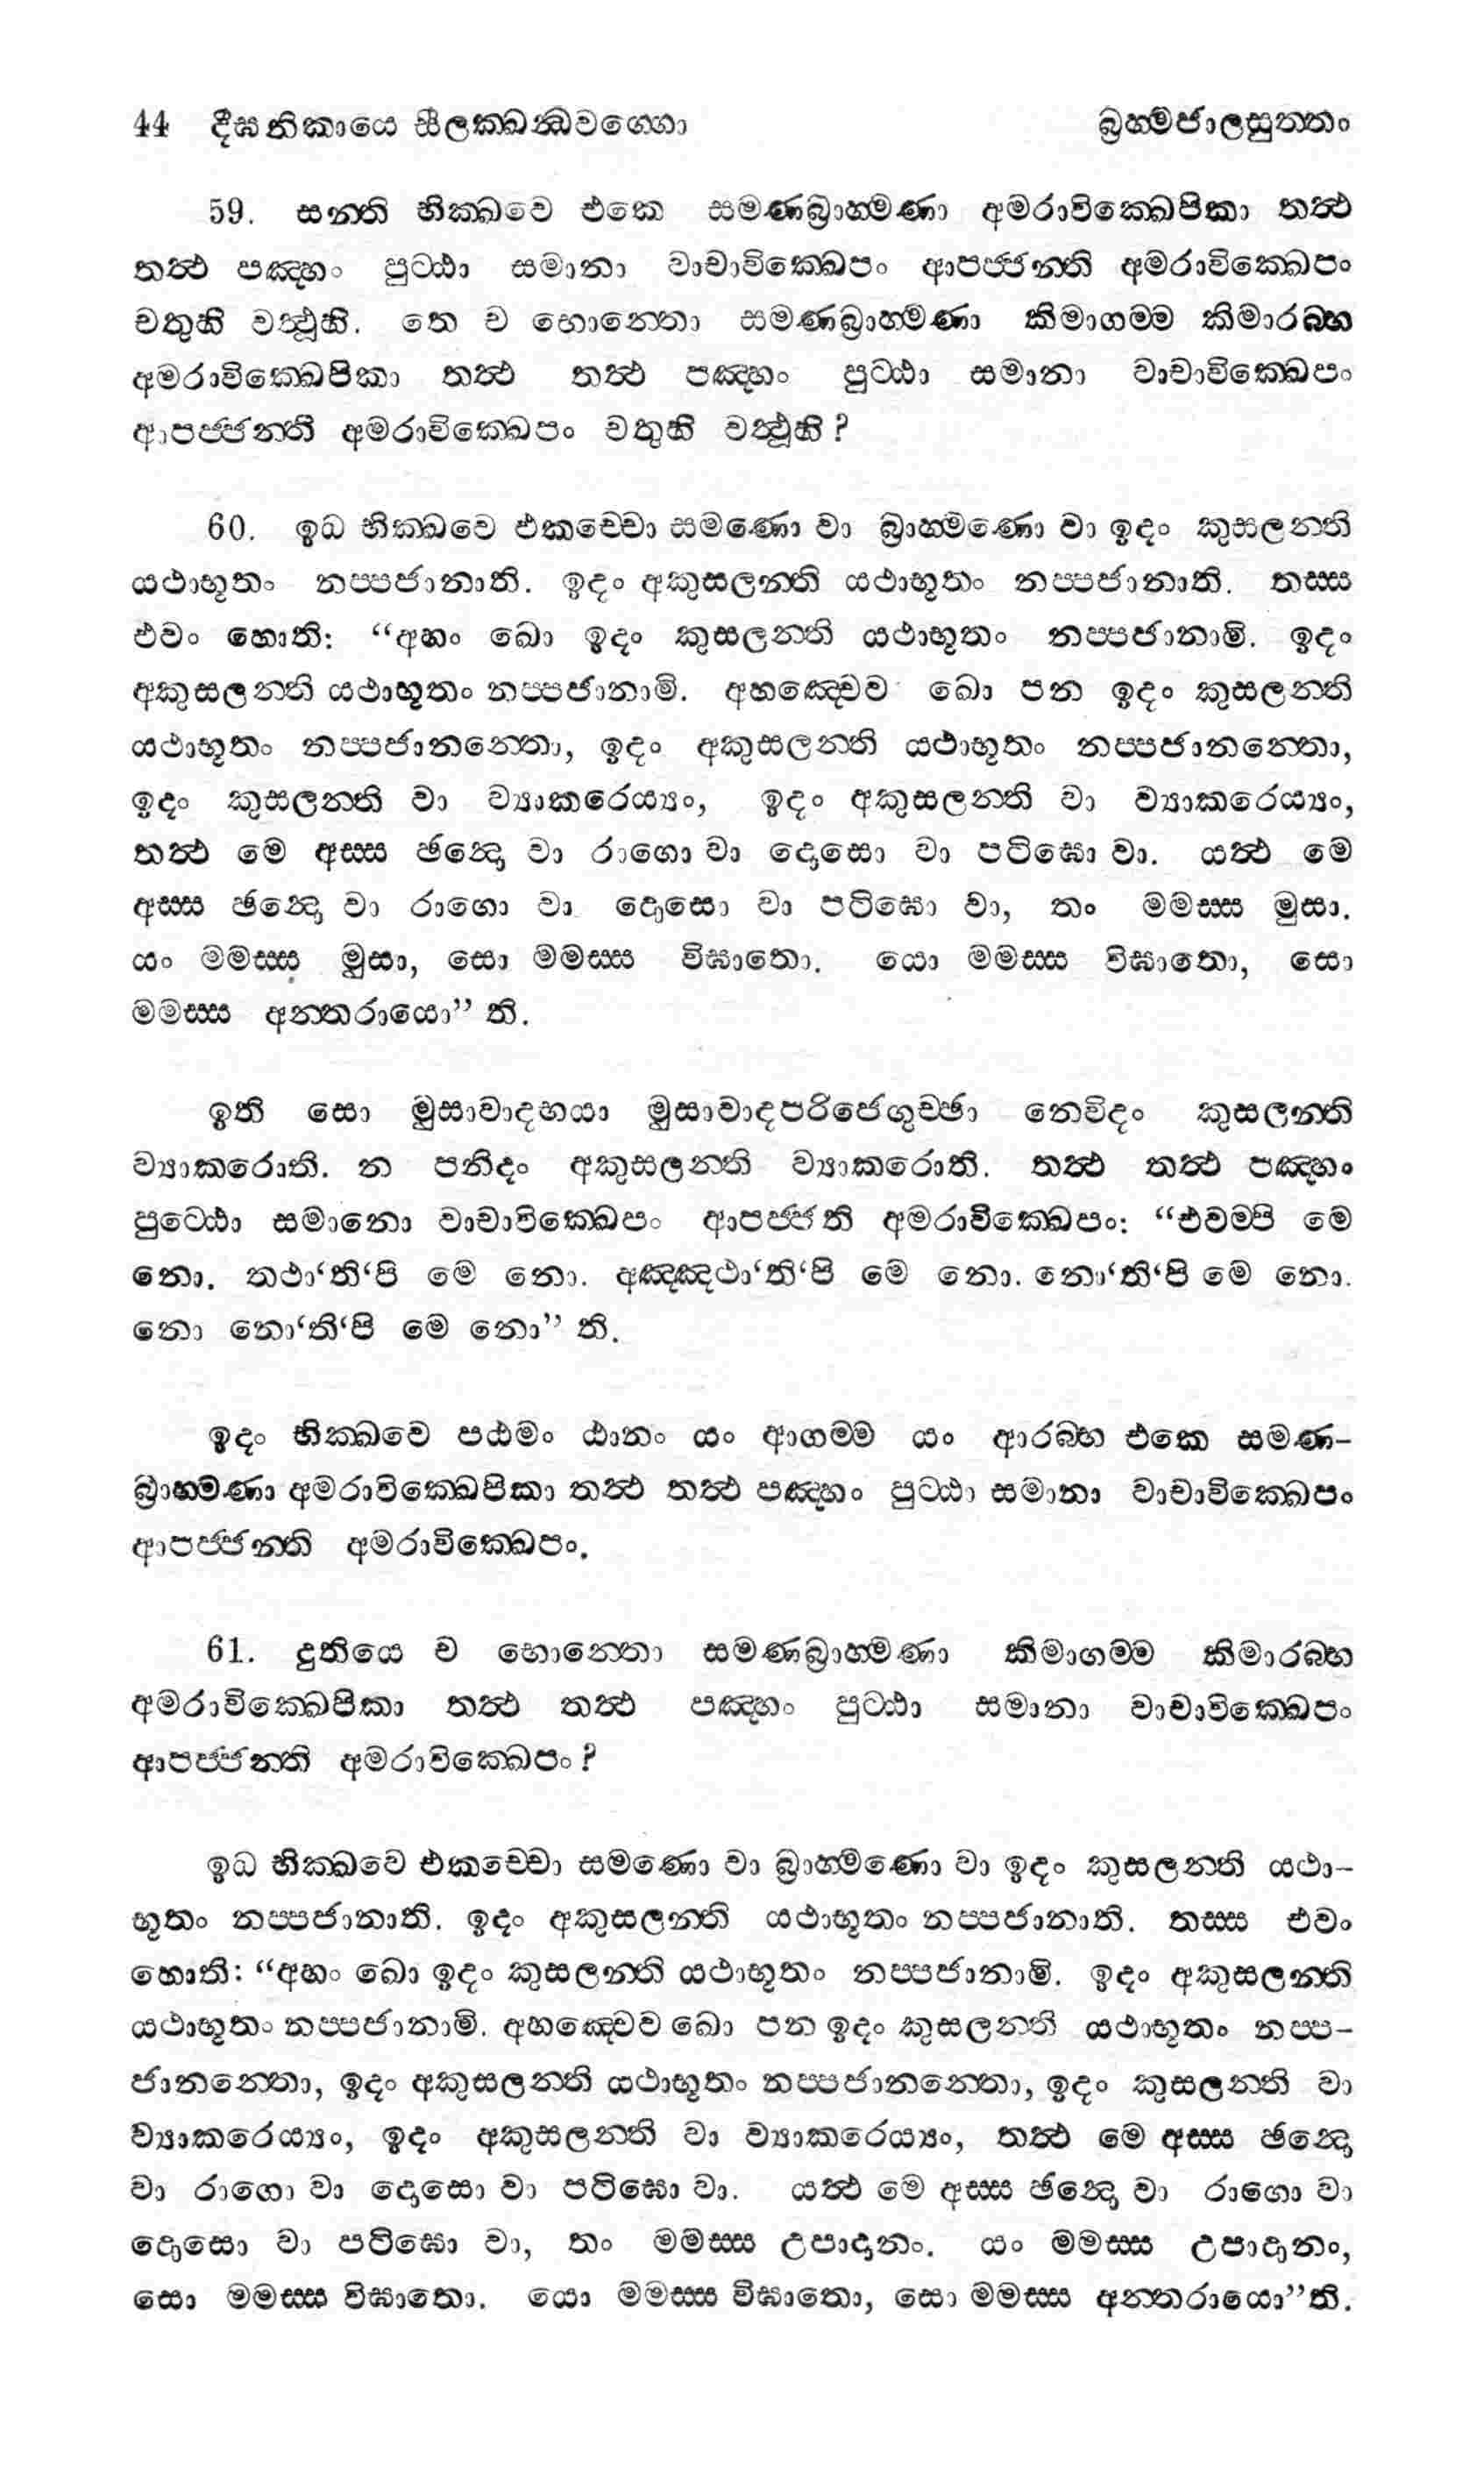 44 දීඝනිකායෙ සීලක්ඛන්ධවග්ගො බ්‍රහ්මජාලසුත්තං
59. සන්ති භික්ඛවෙ එකෙ සමණබ්‍රාහ්මණා අමරාවික්ඛෙපිකා තත්‍ථ
තත්‍ථ පඤ්හං පුට්ඨා සමානා වාචාවික්ඛෙපං ආපජ්ජන්ති අමරාවික්ඛෙපං
චතුහි වත්‍ථූහි. තෙ ච භොන්තො සමණබ්‍රාහ්මණා කිමාගම්ම කිමාරබ්භ
අමරාවික්ඛෙපිකා තත්‍ථ තත්‍ථ පඤ්හං පුට්ඨා සමානා වාචාවික්ඛෙපං
ආපජ්ජන්ති අමරාවික්ඛෙපං චතුහි වත්‍ථූහි?
60. ඉධ භික්ඛවෙ එකච්චො සමණො වා බ්‍රාහ්මණො වා ඉදං කුසලන්ති
යථාභූතං නප්පජානාති. ඉදං අකුසලන්ති යථාභූතං නප්පජානාති. තස්ස
එවං හොති: “අහං ඛො ඉදං කුසලන්ති යථාභූතං නප්පජානාමි. ඉදං
අකුසලන්ති යථාභූතං නප්පජානාමි. අහඤ්චෙව ඛො පන ඉදං කුසලන්ති
යථාභූතං නප්පජානන්තො, ඉදං අකුසලන්ති යථාභූතං නප්පජානන්තො,
ඉදං කුසලන්ති වා ව්‍යාකරෙය්‍යං, ඉදං අකුසලන්ති වා ව්‍යාකරෙය්‍යං,
තත්‍ථ මෙ අස්ස ඡන්දො වා රාගො වා දොසො වා පටිඝො වා. යත්‍ථ මෙ
අස්ස ඡන්දො වා රාගො වා දොසො වා පටිඝො වා, තං මමස්ස මුසා.
යං මමස්ස මුසා, සො මමස්ස විඝාතො. යො මමස්ස විඝාතො, සො
මමස්ස අන්තරායො” ති.
ඉති සො මුසාවාදභයා මුසාවාදපරිජෙගුච්ඡා නෙවිදං කුසලන්ති
ව්‍යාකරොති. න පනිදං අකුසලන්ති ව්‍යාකරොති. තත්‍ථ තත්‍ථ පඤ්හං
පුට්ඨො සමානො වාචාවික්ඛෙපං ආපජ්ජති අමරාවික්ඛෙපං: “එවම්පි මෙ
නො. තථා‘ති‘පි මෙ නො. අඤ්ඤථා‘ති‘පි මෙ නො. නො‘ති‘පි මෙ නො.
නො නො‘ති‘පි මෙ නො” ති.
ඉදං භික්ඛවෙ පඨමං ඨානං යං ආගම්ම යං ආරබ්භ එකෙ සමණ-
බ්‍රාහ්මණා අමරාවික්ඛෙපිකා තත්‍ථ තත්‍ථ පඤ්හං පුට්ඨා සමානා වාචාවික්ඛෙපං
ආපජ්ජන්ති අමරාවික්ඛෙපං.
61. දුතියෙ ච භොන්තො සමණබ්‍රාහ්මණා කිමාගම්ම කිමාරබ්භ
අමරාවික්ඛෙපිකා තත්‍ථ තත්‍ථ පඤ්හං පුට්ඨා සමානා වාචාවික්ඛෙපං
ආපජ්ජන්ති අමරාවික්ඛෙපං?
ඉධ භික්ඛවෙ එකච්චො සමණො වා බ්‍රාහ්මණො වා ඉදං කුසලන්ති යථා-
භූතං නප්පජානාති. ඉදං අකුසලන්ති යථාභූතං නප්පජානාති. තස්ස එවං
හොති: “අහං ඛො ඉදං කුසලන්ති යථාභූතං නප්පජානාමි. ඉදං අකුසලන්ති
යථාභූතං නප්පජානාමි. අහඤ්චෙව ඛො පන ඉදං කුසලන්ති යථාභූතං නප්ප-
ජානන්තො, ඉදං අකුසලන්ති යථාභූතං නප්පජානන්තො, ඉදං කුසලන්ති වා
ව්‍යාකරෙය්‍යං, ඉදං අකුසලන්ති වා ව්‍යාකරෙය්‍යං, තත්‍ථ මෙ අස්ස ඡන්දො
වා රාගො වා දොසො වා පටිඝො වා. යත්‍ථ මෙ අස්ස ඡන්දො වා රාගො වා
දොසො වා පටිඝො වා, තං මමස්ස උපාදානං. යං මමස්ස උපාදානං,
සො මමස්ස විඝාතො. යො මමස්ස විඝාතො, සො මමස්ස අන්තරායො”ති.